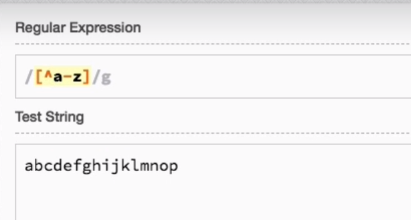 Regular Expression
/[^a-z]/g
Test String
abcdefghijklmnop